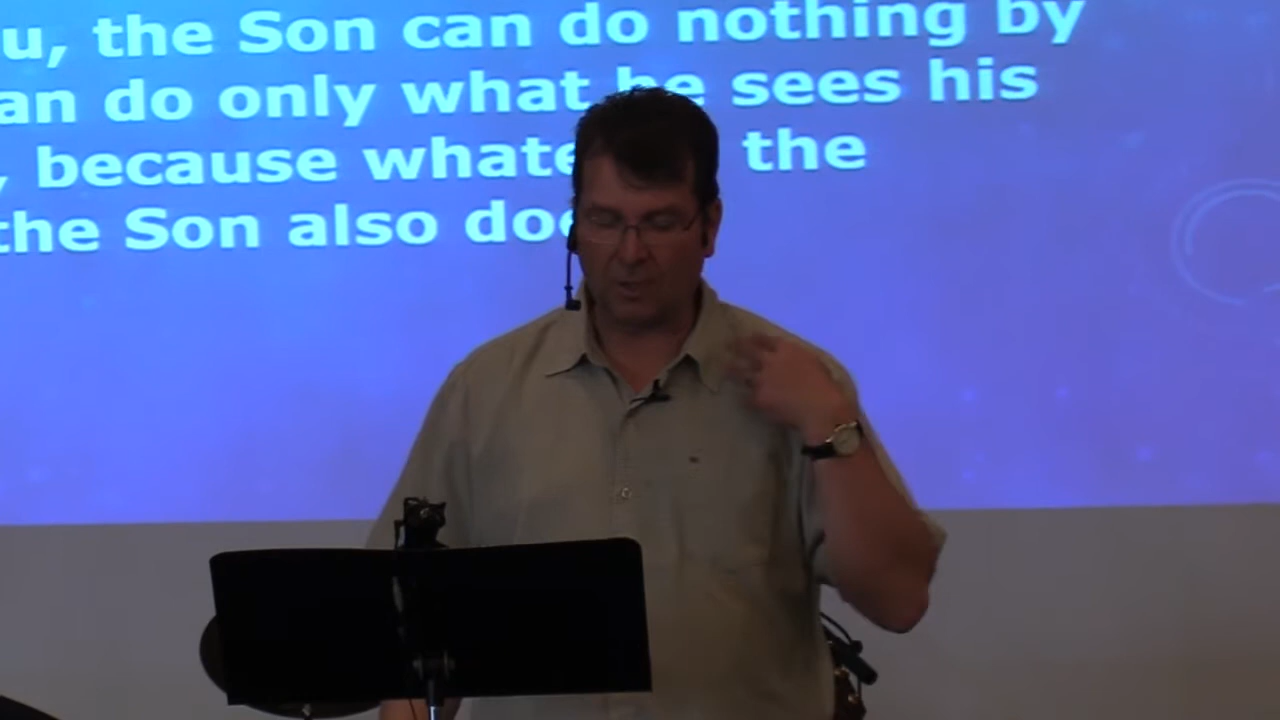 u, the Son can do nothing by
an do only what he sees his
, because whate the
the Son also doe